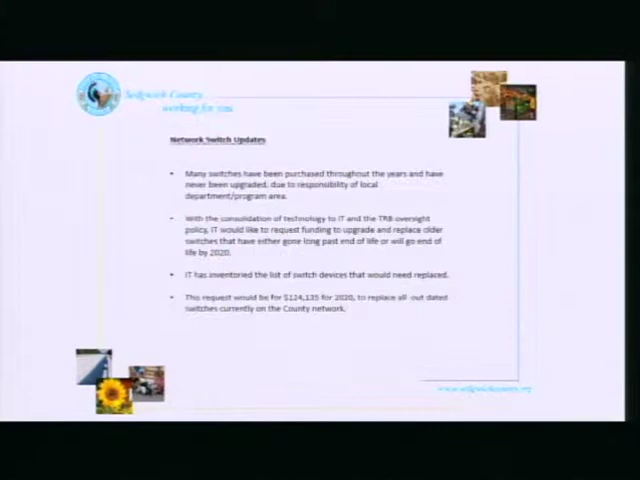 Sedgwick County
working for you
Network Switch Updates
• Many switches have been purchased throughout the years and have
never been upgraded, due to responsibility of local
department/program area.
• With the consolidation of technology to IT and the TRB oversight
policy, IT would like to request funding to upgrade and replace older
switches that have either gone long past end of life or will go end of
life by 2020.
• IT has inventoried the list of switch devices that would need replaced.
• This request would be for $124,135 for 2020, to replace all out dated
switches currently on the County network.
www.sedgwickcounty.org